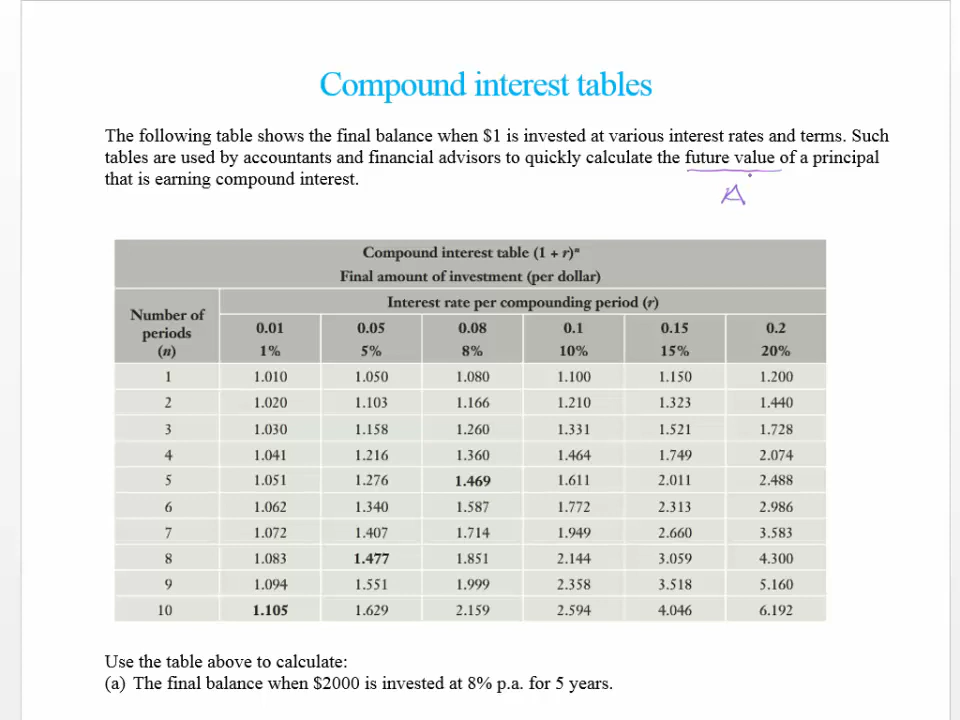 Compound interest tables
The following table shows the final balance when $1 is invested at various interest rates and terms. Such
tables are used by accountants and financial advisors to quickly calculate the future value of a principal
that is earning compound interest.
A
Compound interest table (1 + r)ⁿ
Final amount of investment (per dollar)
Interest rate per compounding period (r)
Number of periods (n)
0.01 0.05 0.08 0.1 0.15 0.2
1% 5% 8% 10% 15% 20%
1 1.010 1.050 1.080 1.100 1.150 1.200
2 1.020 1.103 1.166 1.210 1.323 1.440
3 1.030 1.158 1.260 1.331 1.521 1.728
4 1.041 1.216 1.360 1.464 1.749 2.074
5 1.051 1.276 1.469 1.611 2.011 2.488
6 1.062 1.340 1.587 1.772 2.313 2.986
7 1.072 1.407 1.714 1.949 2.660 3.583
8 1.083 1.477 1.851 2.144 3.059 4.300
9 1.094 1.551 1.999 2.358 3.518 5.160
10 1.105 1.629 2.159 2.594 4.046 6.192
Use the table above to calculate:
(a) The final balance when $2000 is invested at 8% p.a. for 5 years.